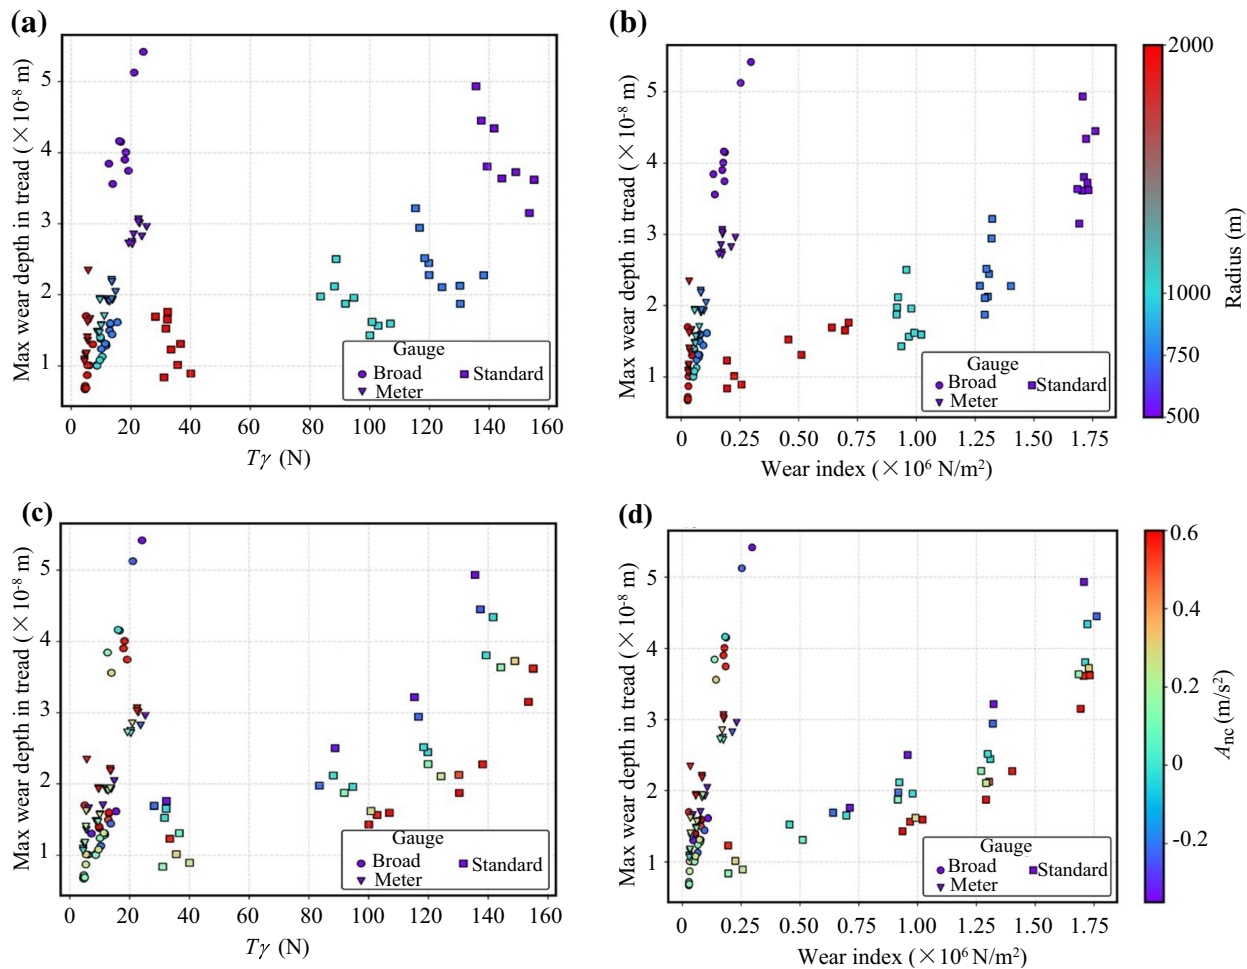 (a)
Max wear depth in tread (×10⁻⁸ m)
5
4
3
2
1
0 20 40 60 80 100 120 140 160
Tγ (N)
Gauge
Broad Standard
Meter
(b)
Max wear depth in tread (×10⁻⁸ m)
5
4
3
2
1
0 0.25 0.50 0.75 1.00 1.25 1.50 1.75
Wear index (×10⁶ N/m²)
Gauge
Broad Standard
Meter
2000
1000
750
500
Radius (m)
(c)
Max wear depth in tread (×10⁻⁸ m)
5
4
3
2
1
0 20 40 60 80 100 120 140 160
Tγ (N)
Gauge
Broad Standard
Meter
(d)
Max wear depth in tread (×10⁻⁸ m)
5
4
3
2
1
0 0.25 0.50 0.75 1.00 1.25 1.50 1.75
Wear index (×10⁶ N/m²)
Gauge
Broad Standard
Meter
0.6
0.4
0.2
0
-0.2
Anc (m/s²)